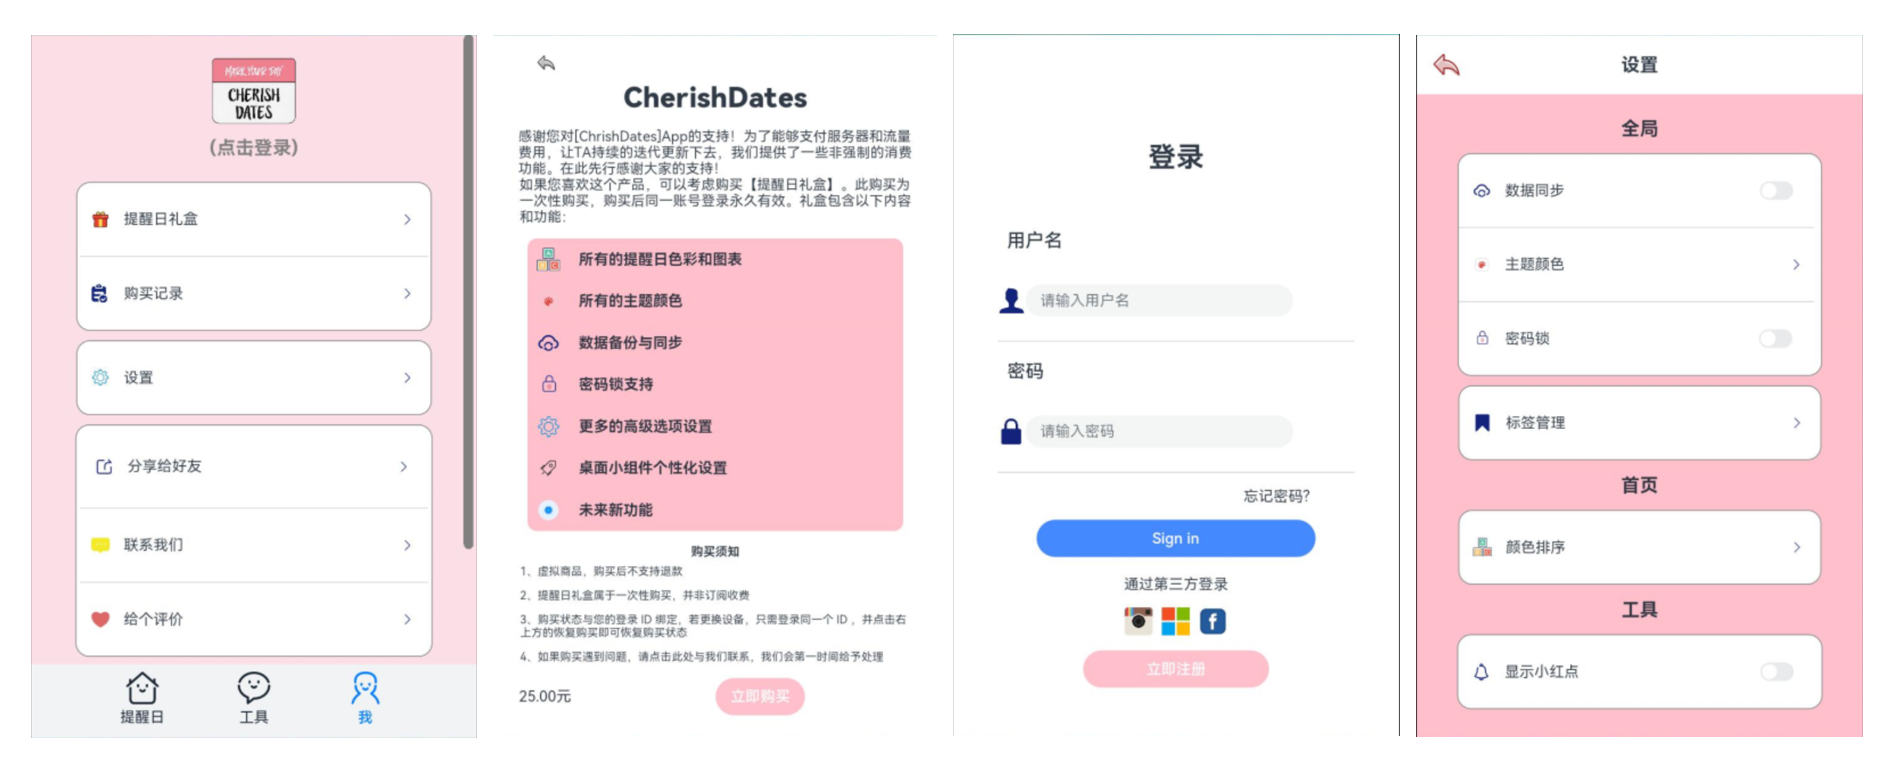 MARK YOUR DAY
CHERISH
DATES
(点击登录)
提醒日礼盒
购买记录
设置
分享给好友
联系我们
给个评价
提醒日
工具
我
CherishDates
感谢您对[ChrishDates]App的支持！为了能够支付服务器和流量
费用，让TA持续的迭代更新下去，我们提供了一些非强制的消费
功能。在此先行感谢大家的支持！
如果您喜欢这个产品，可以考虑购买【提醒日礼盒】。此购买为
一次性购买，购买后同一账号登录永久有效。礼盒包含以下内容
和功能：
所有的提醒日色彩和图表
所有的主题颜色
数据备份与同步
密码锁支持
更多的高级选项设置
桌面小组件个性化设置
未来新功能
购买须知
1、虚拟商品，购买后不支持退款
2、提醒日礼盒属于一次性购买，并非订阅收费
3、购买状态与您的登录 ID 绑定，若更换设备，只需登录同一个 ID ，并点击右
上方的恢复购买即可恢复购买状态
4、如果购买遇到问题，请点击此处与我们联系，我们会第一时间给予处理
25.00元
立即购买
登录
用户名
请输入用户名
密码
请输入密码
忘记密码?
Sign in
通过第三方登录
立即注册
设置
全局
数据同步
主题颜色
密码锁
标签管理
首页
颜色排序
工具
显示小红点